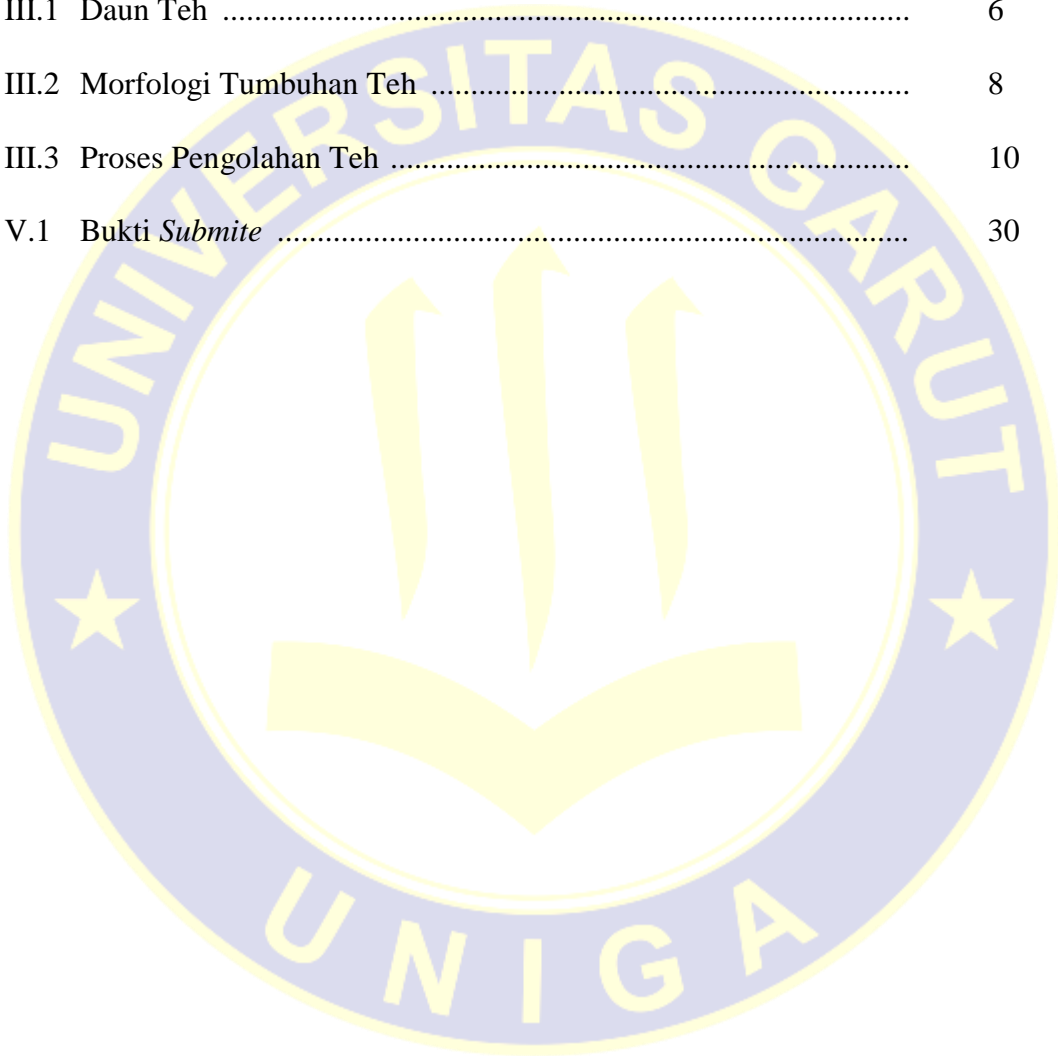 III.1 Daun Teh ..................................................................................... 6
III.2 Morfologi Tumbuhan Teh ........................................................... 8
III.3 Proses Pengolahan Teh ................................................................ 10
V.1 Bukti Submite .............................................................................. 30
UNIVERSITAS GARUT
UNIGA